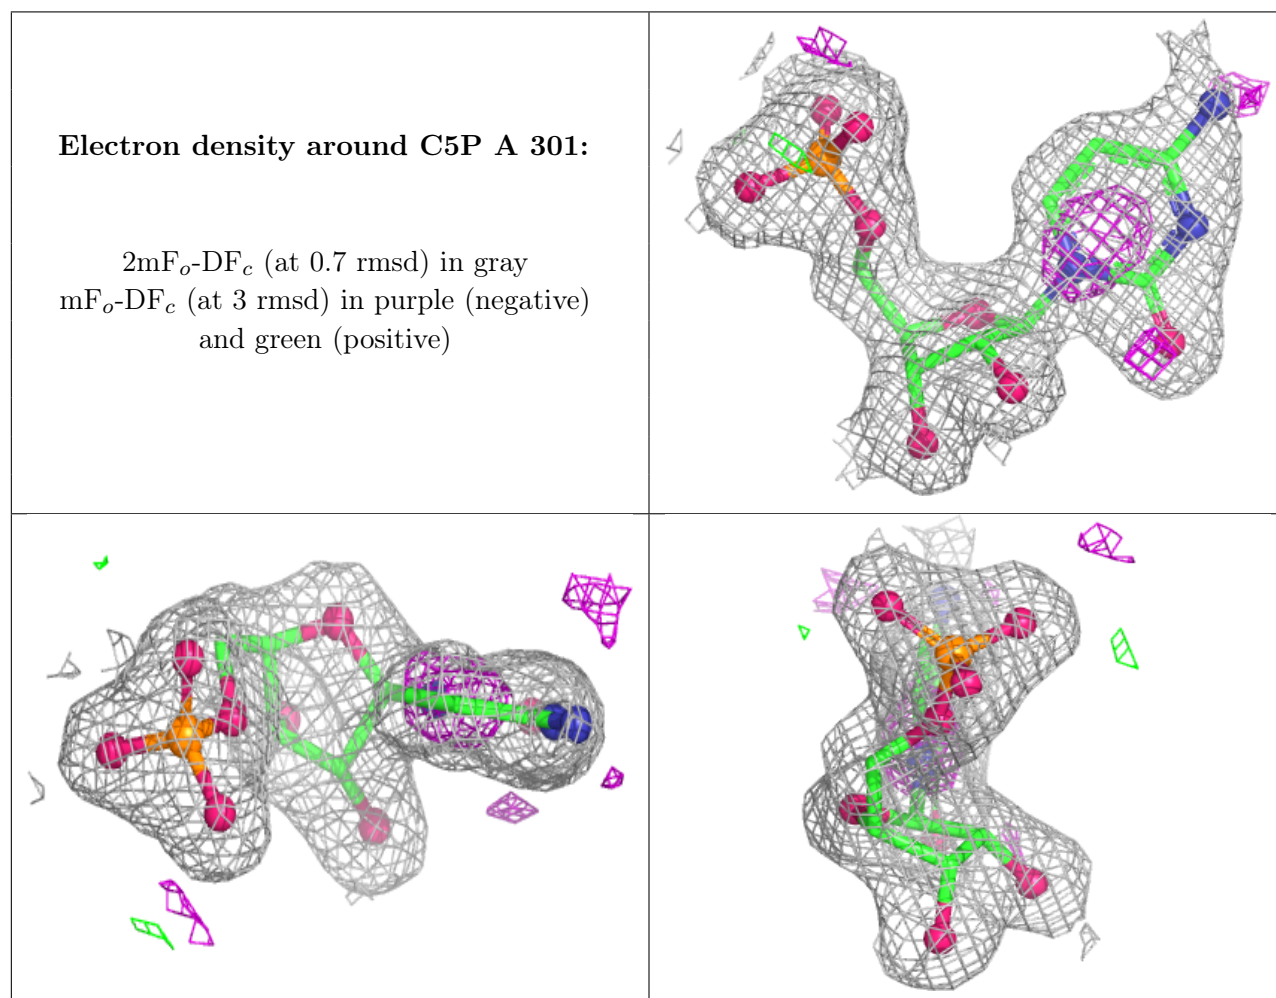 Electron density around C5P A 301:
2mFo-DFc (at 0.7 rmsd) in gray
mFo-DFc (at 3 rmsd) in purple (negative)
and green (positive)